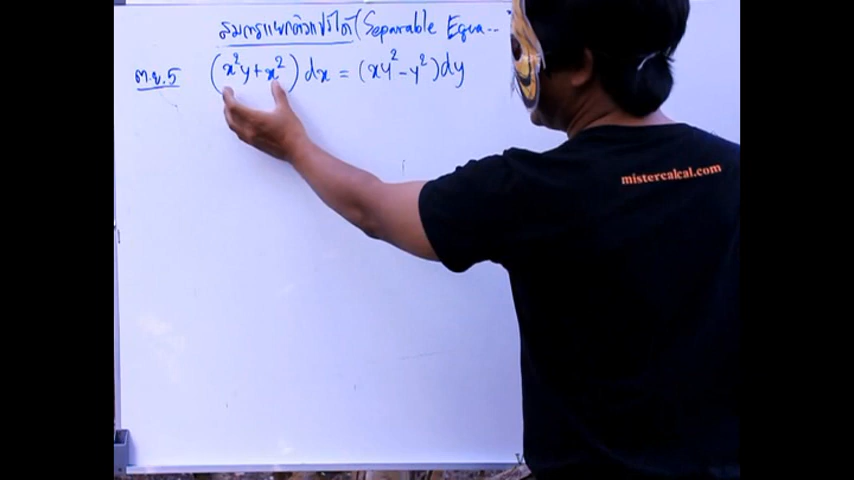 สมการแยกตัวแปรได้ (Separable Equa...
ต.ย.5 (x²y+x²) dx = (xy²-y²) dy
mistercalcal.com